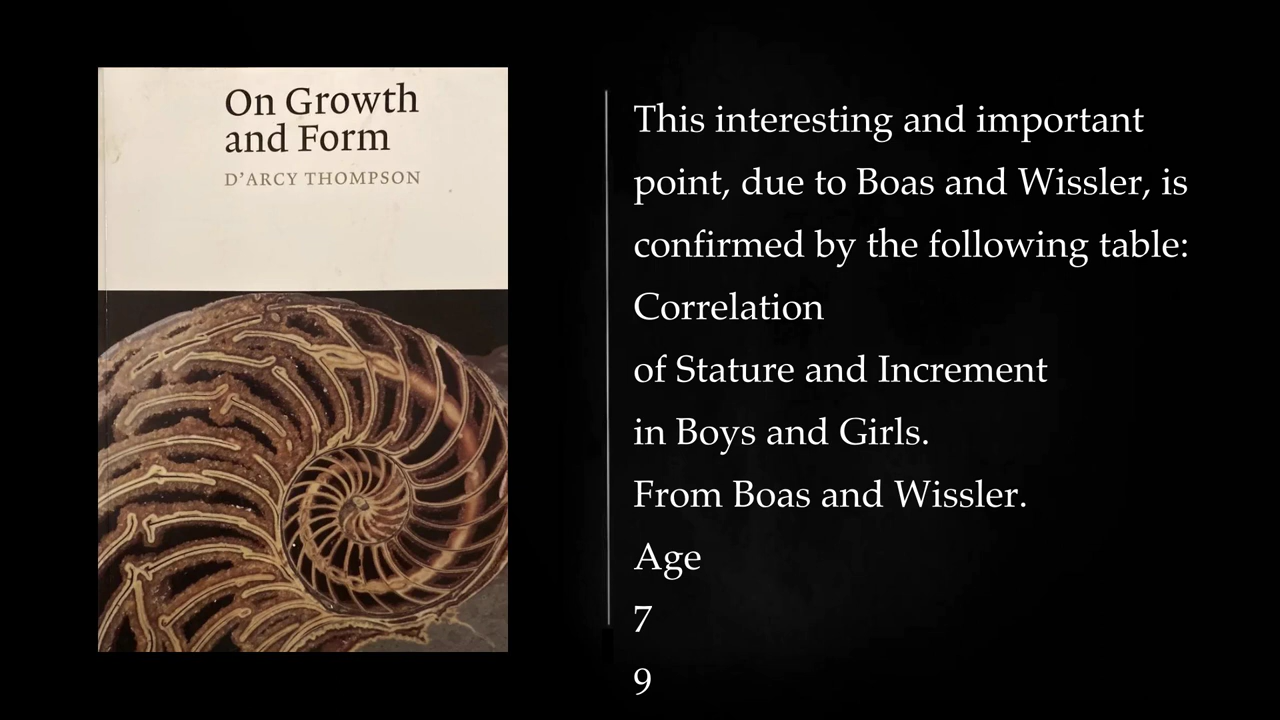 On Growth
and Form
D'ARCY THOMPSON
This interesting and important
point, due to Boas and Wissler, is
confirmed by the following table:
Correlation
of Stature and Increment
in Boys and Girls.
From Boas and Wissler.
Age
7
9